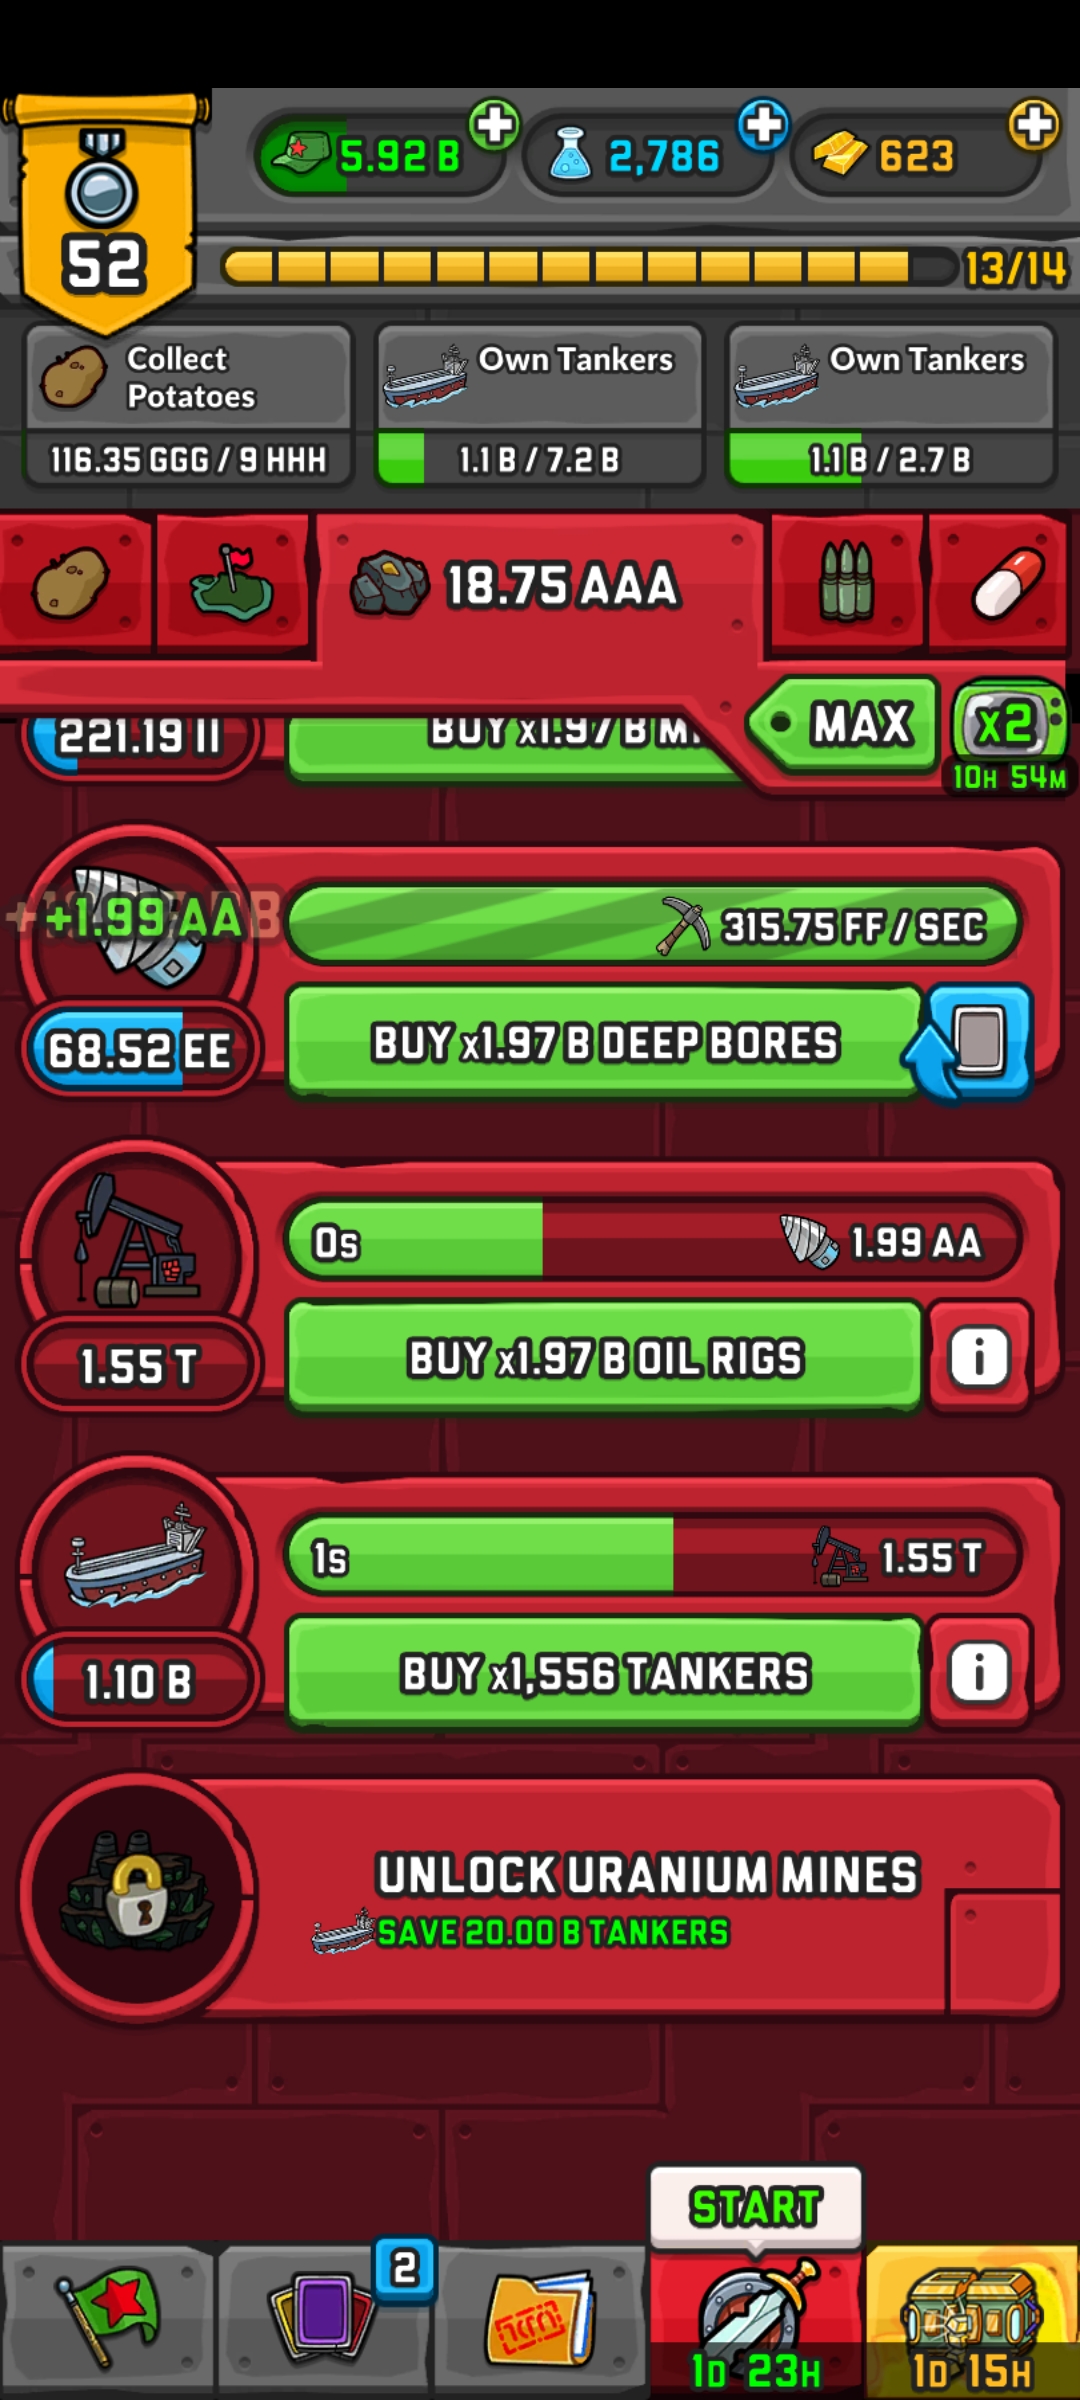 5.92 B
2,786
623
52
13/14
Collect
Potatoes
Own Tankers
Own Tankers
116.35 GGG / 9 HHH
1.1 B / 7.2 B
1.1 B / 2.7 B
18.75 AAA
MAX
X2
10H 54M
221.19 II
BUY x1.97 B
+1.99 AA
315.75 FF / SEC
68.52 EE
BUY x1.97 B DEEP BORES
0s
1.99 AA
1.55 T
BUY x1.97 B OIL RIGS
i
1s
1.55 T
1.10 B
BUY x1,556 TANKERS
i
UNLOCK URANIUM MINES
SAVE 20.00 B TANKERS
START
2
1D 23H
1D 15H